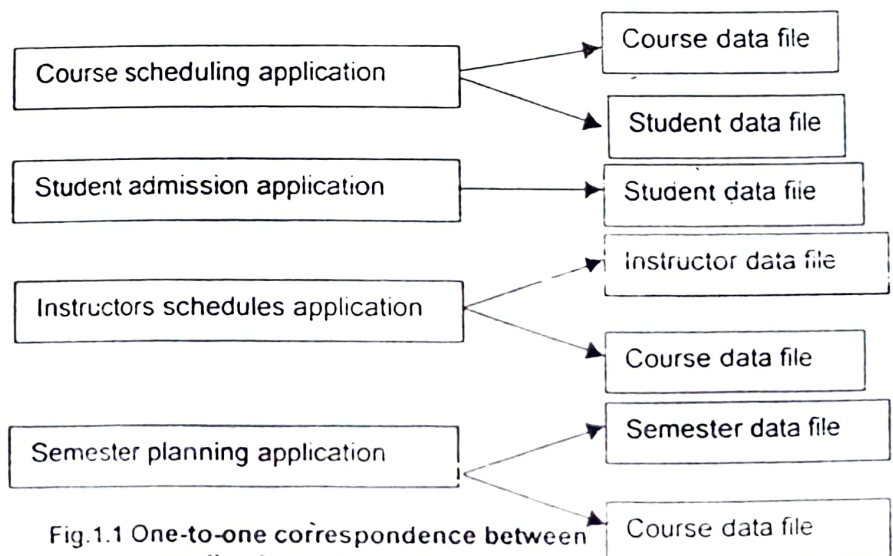 Course data file
Course scheduling application
Student data file
Student admission application
Student data file
Instructor data file
Instructors schedules application
Course data file
Semester data file
Semester planning application
Course data file
Fig.1.1 One-to-one correspondence between